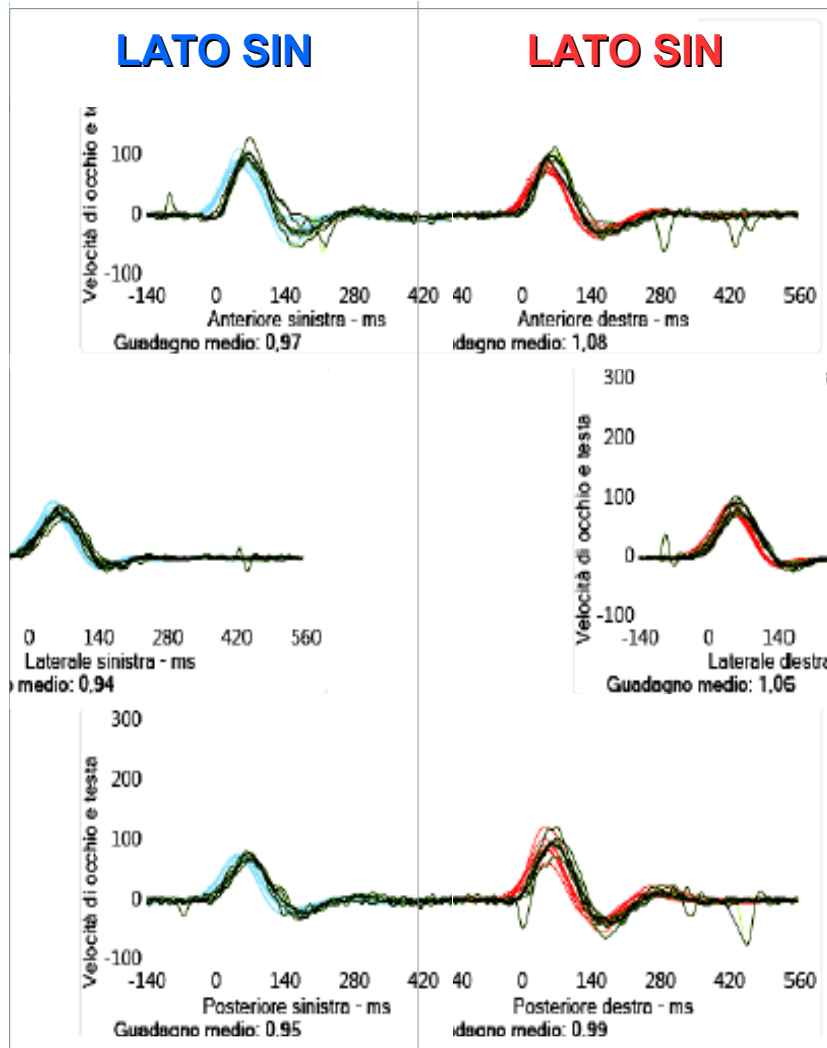 LATO SIN
LATO SIN
Velocità di occhio e te
100
0
-100
-140 0 140 280 420
Anteriore sinistra - ms
Guadagno medio: 0,97
40 0 140 280 420 560
Anteriore destra - ms
dagno medio: 1,08
0 140 280 420 560
Laterale sinistra - ms
o medio: 0,94
Velocità di occhio e testa
300
200
100
0
-100
-140 0 140
Laterale destra
Guadagno medio: 1,06
Velocità di occhio e testa
300
200
100
0
-100
-140 0 140 280 420
Posteriore sinistra - ms
Guadagno medio: 0.95
40 0 140 280 420 560
Posteriore destra - ms
dagno medio: 0.99